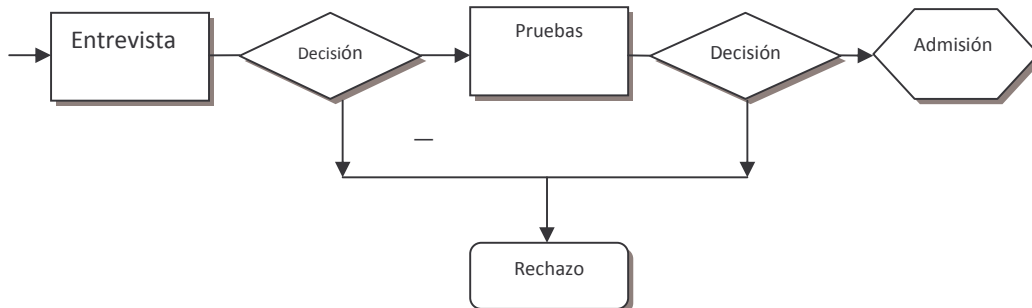 Entrevista
Decisión
Pruebas
Decisión
Admisión
Rechazo